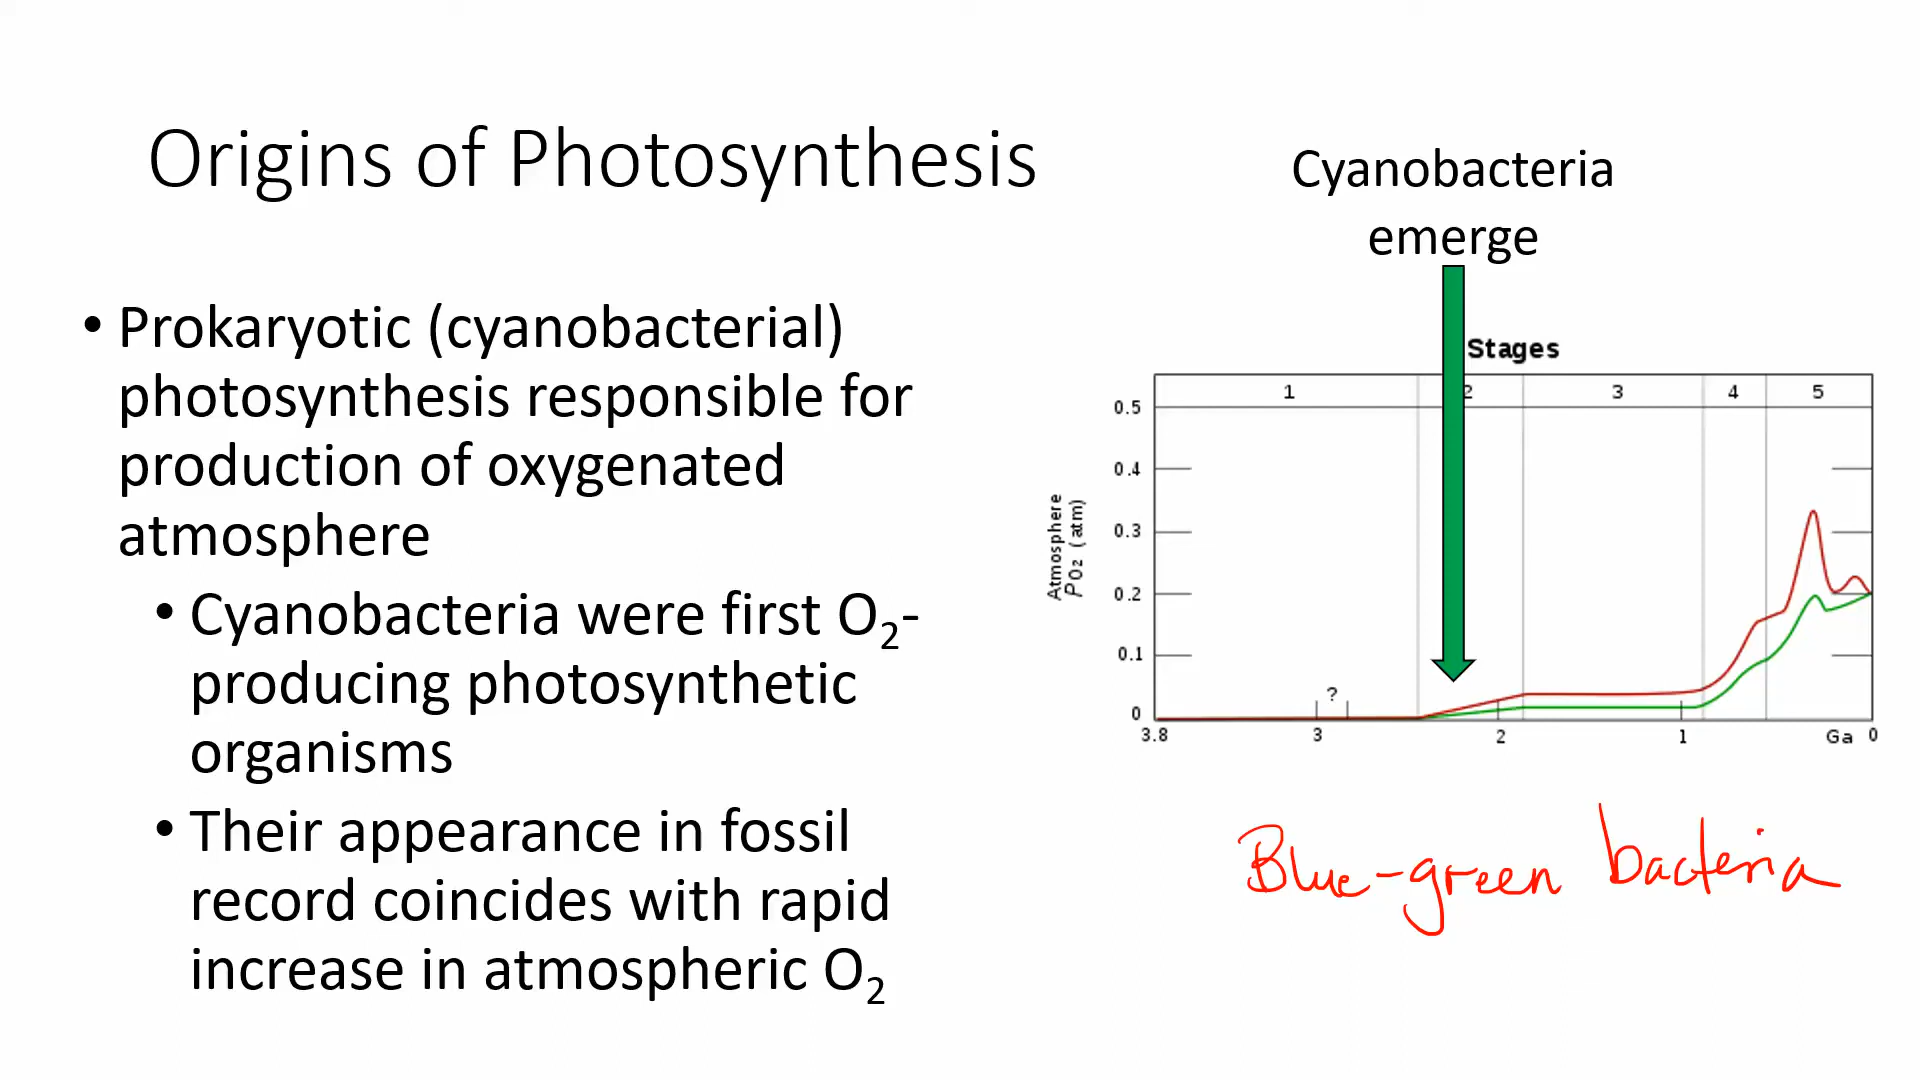 Origins of Photosynthesis
• Prokaryotic (cyanobacterial)
photosynthesis responsible for
production of oxygenated
atmosphere
• Cyanobacteria were first O₂-
producing photosynthetic
organisms
• Their appearance in fossil
record coincides with rapid
increase in atmospheric O₂
Cyanobacteria
emerge
Stages
1 2 3 4 5
0.5
0.4
0.3
0.2
0.1
0
Atmosphere
PO₂ (atm)
?
3.8 3 2 1 Ga 0
Blue-green bacteria